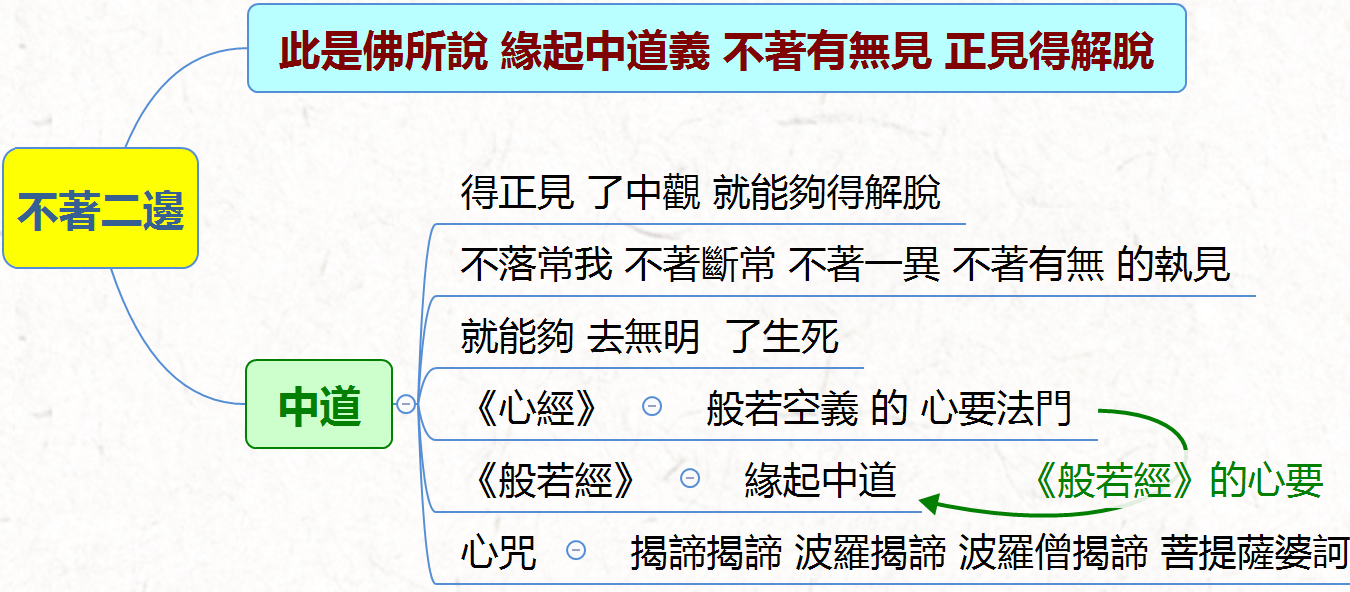 此是佛所說 緣起中道義 不著有無見 正見得解脫
不著二邊
得正見 了中觀 就能夠得解脫
不落常我 不著斷常 不著一異 不著有無 的執見
就能夠 去無明 了生死
中道
《心經》 般若空義 的 心要法門
《般若經》 緣起中道 《般若經》的心要
心咒 揭諦揭諦 波羅揭諦 波羅僧揭諦 菩提薩婆訶